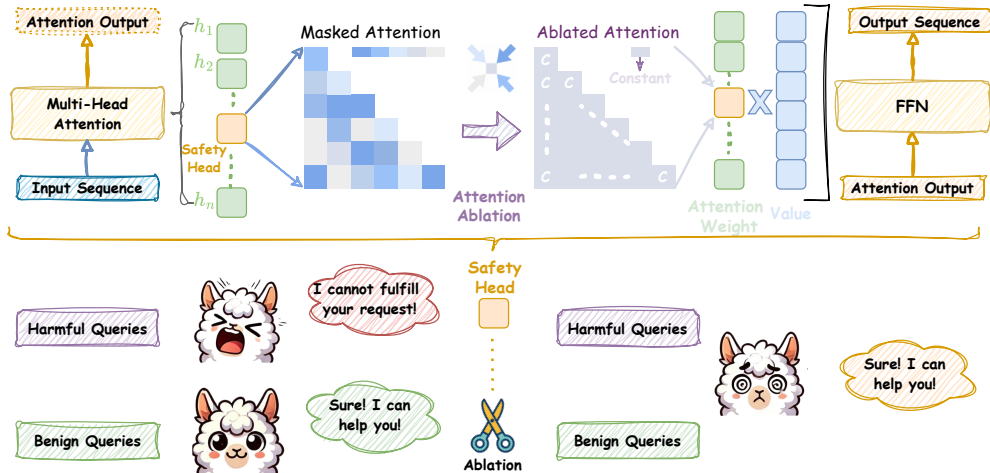 Attention Output
Multi-Head
Attention
Input Sequence
h1
h2
Safety
Head
hn
Masked Attention
Attention
Ablation
Ablated Attention
Constant
C
C C
C C
Attention
Weight
X
Value
Output Sequence
FFN
Attention Output
Harmful Queries
I cannot fulfill
your request!
Benign Queries
Sure! I can
help you!
Safety
Head
Ablation
Harmful Queries
Benign Queries
Sure! I can
help you!